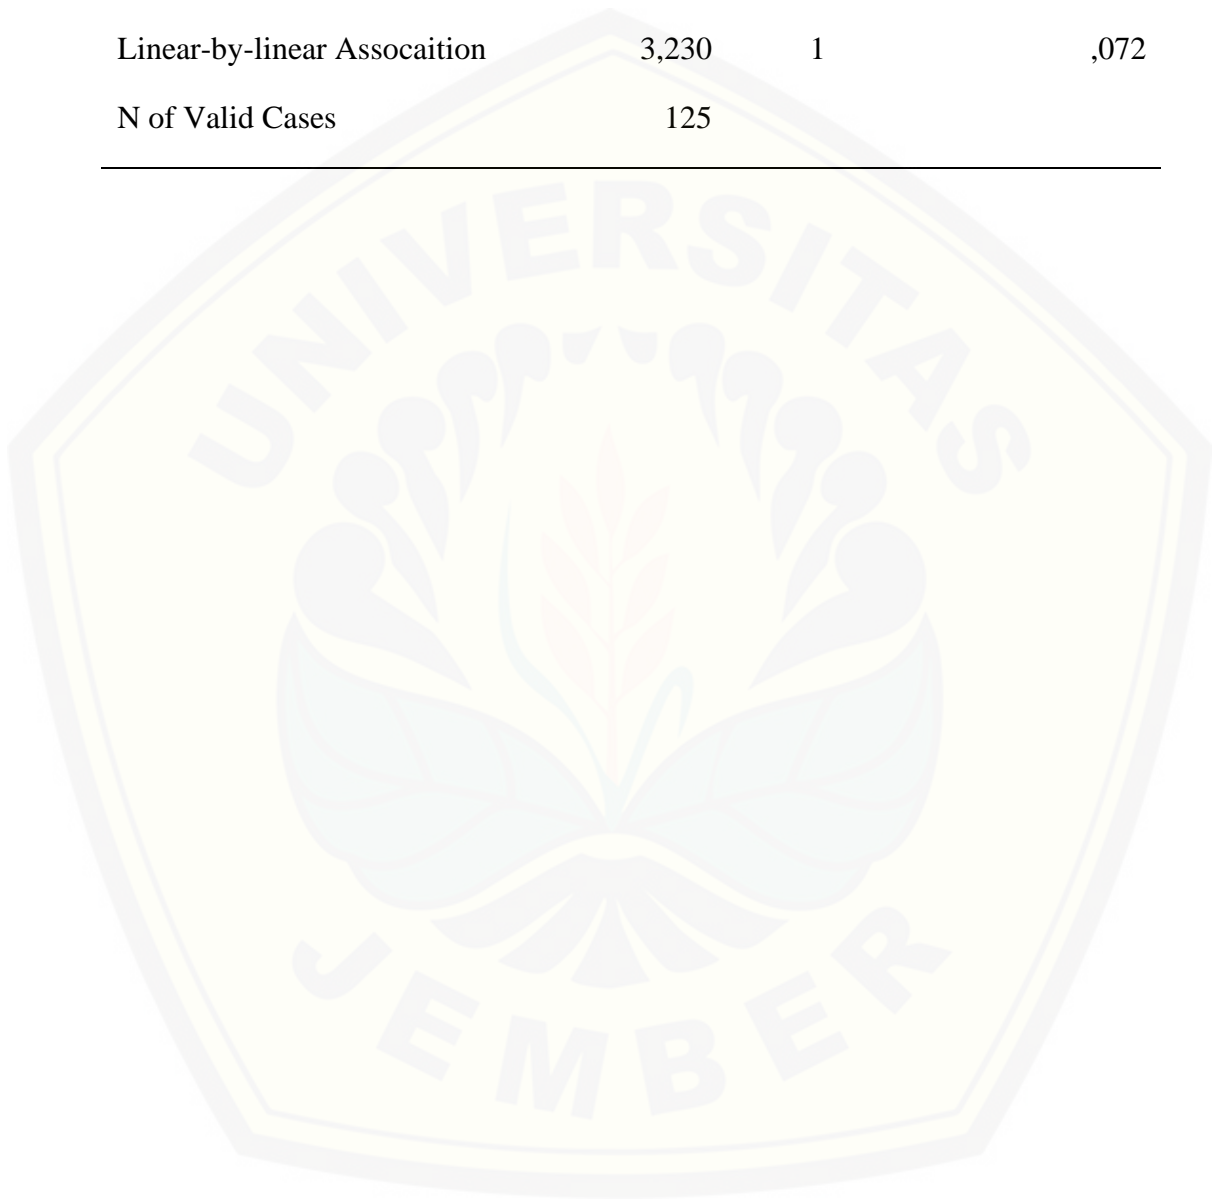 Linear-by-linear Assocaition 3,230 1 ,072
N of Valid Cases 125
UNIVERSITAS
JEMBER